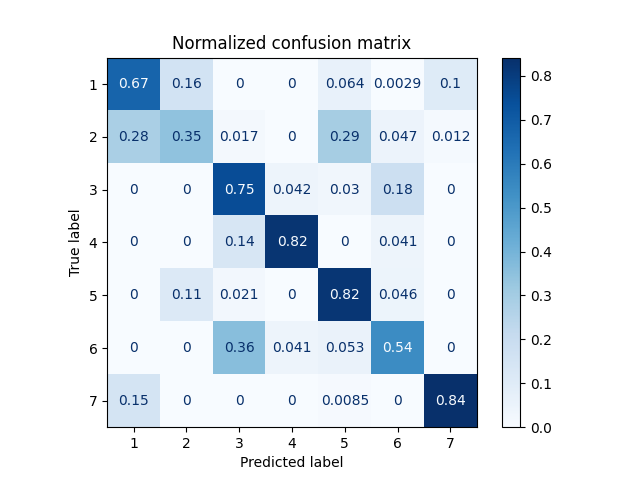 Normalized confusion matrix
1 0.67 0.16 0 0 0.064 0.0029 0.1
2 0.28 0.35 0.017 0 0.29 0.047 0.012
3 0 0 0.75 0.042 0.03 0.18 0
4 0 0 0.14 0.82 0 0.041 0
5 0 0.11 0.021 0 0.82 0.046 0
6 0 0 0.36 0.041 0.053 0.54 0
7 0.15 0 0 0 0.0085 0 0.84
1 2 3 4 5 6 7
Predicted label
True label
0.8
0.7
0.6
0.5
0.4
0.3
0.2
0.1
0.0